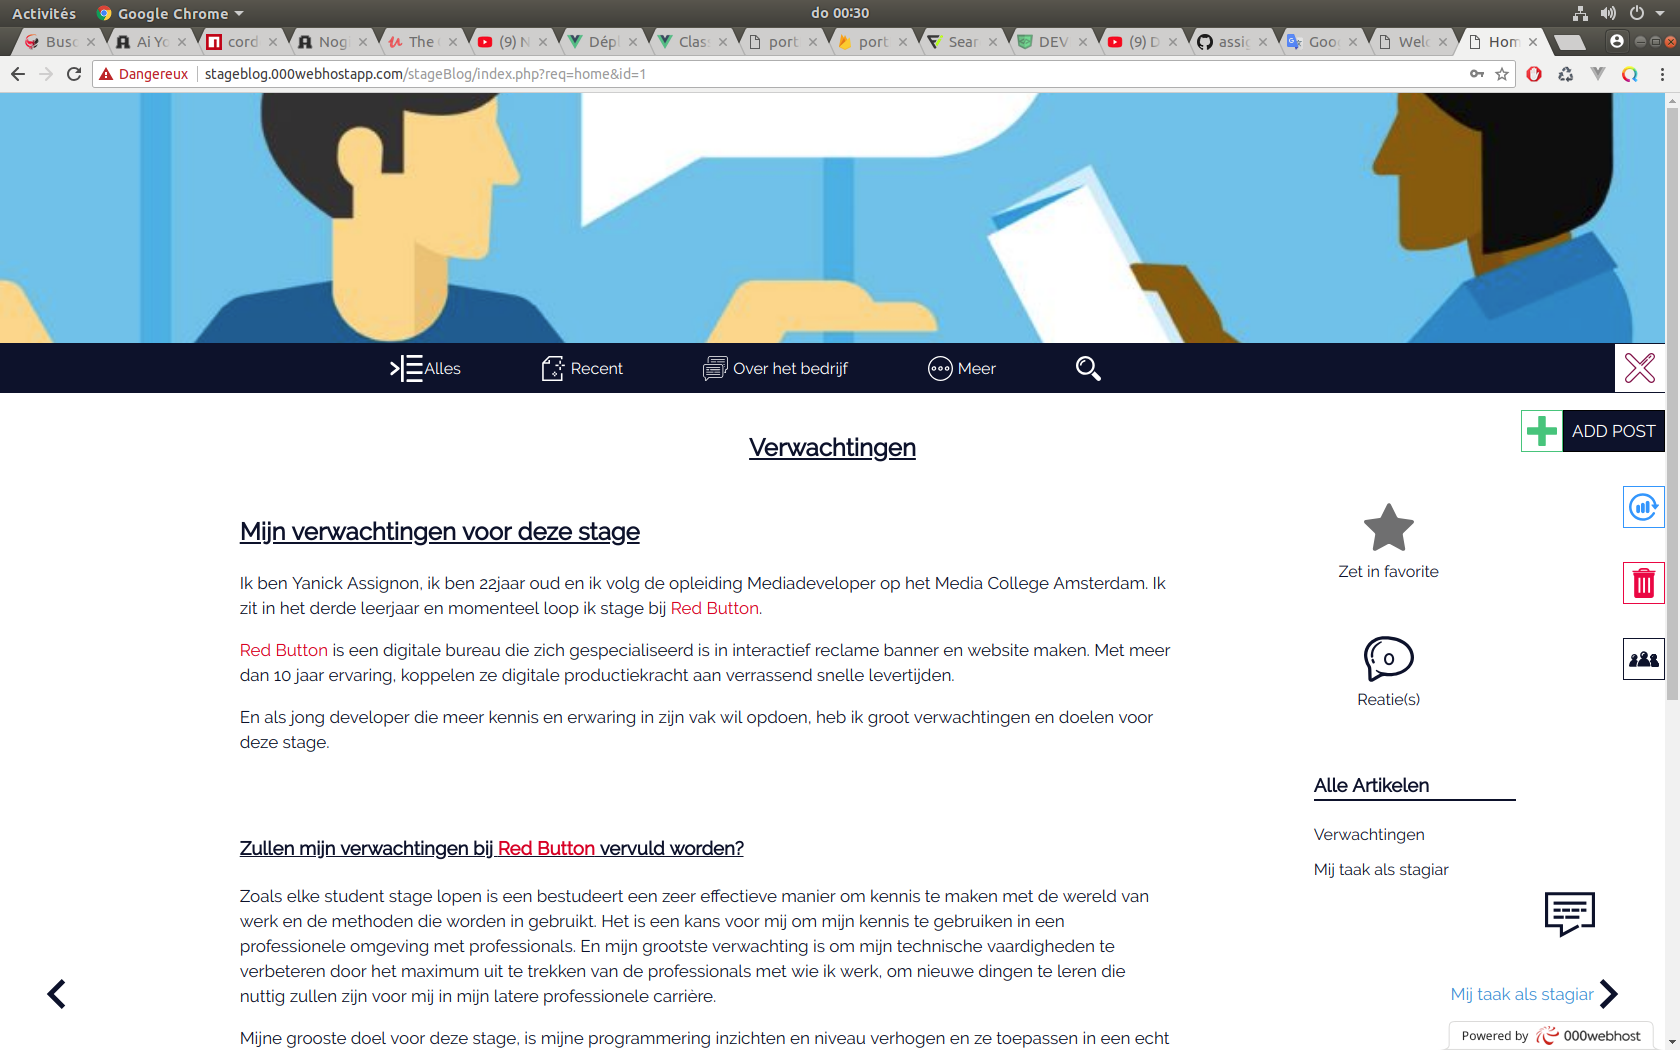 Activités
Google Chrome
do 00:30
Busc
Ai Yo
cord
Nog
The
(9) N
Dépl
Clas
port
port
Sear
DEV
(9) D
assig
Goo
Welc
Hom
Dangereux
stageblog.000webhostapp.com/stageBlog/index.php?req=home&id=1
Alles
Recent
Over het bedrijf
Meer
ADD POST
Verwachtingen
Mijn verwachtingen voor deze stage
Ik ben Yanick Assignon, ik ben 22jaar oud en ik volg de opleiding Mediadeveloper op het Media College Amsterdam. Ik
zit in het derde leerjaar en momenteel loop ik stage bij Red Button.
Red Button is een digitale bureau die zich gespecialiseerd is in interactief reclame banner en website maken. Met meer
dan 10 jaar ervaring, koppelen ze digitale productiekracht aan verrassend snelle levertijden.
En als jong developer die meer kennis en erwaring in zijn vak wil opdoen, heb ik groot verwachtingen en doelen voor
deze stage.
Zullen mijn verwachtingen bij Red Button vervuld worden?
Zoals elke student stage lopen is een bestudeert een zeer effectieve manier om kennis te maken met de wereld van
werk en de methoden die worden in gebruikt. Het is een kans voor mij om mijn kennis te gebruiken in een
professionele omgeving met professionals. En mijn grootste verwachting is om mijn technische vaardigheden te
verbeteren door het maximum uit te trekken van de professionals met wie ik werk, om nieuwe dingen te leren die
nuttig zullen zijn voor mij in mijn latere professionele carrière.
Mijne grooste doel voor deze stage, is mijne programmering inzichten en niveau verhogen en ze toepassen in een echt
Zet in favorite
0
Reatie(s)
Alle Artikelen
Verwachtingen
Mij taak als stagiar
Mij taak als stagiar
Powered by 000webhost